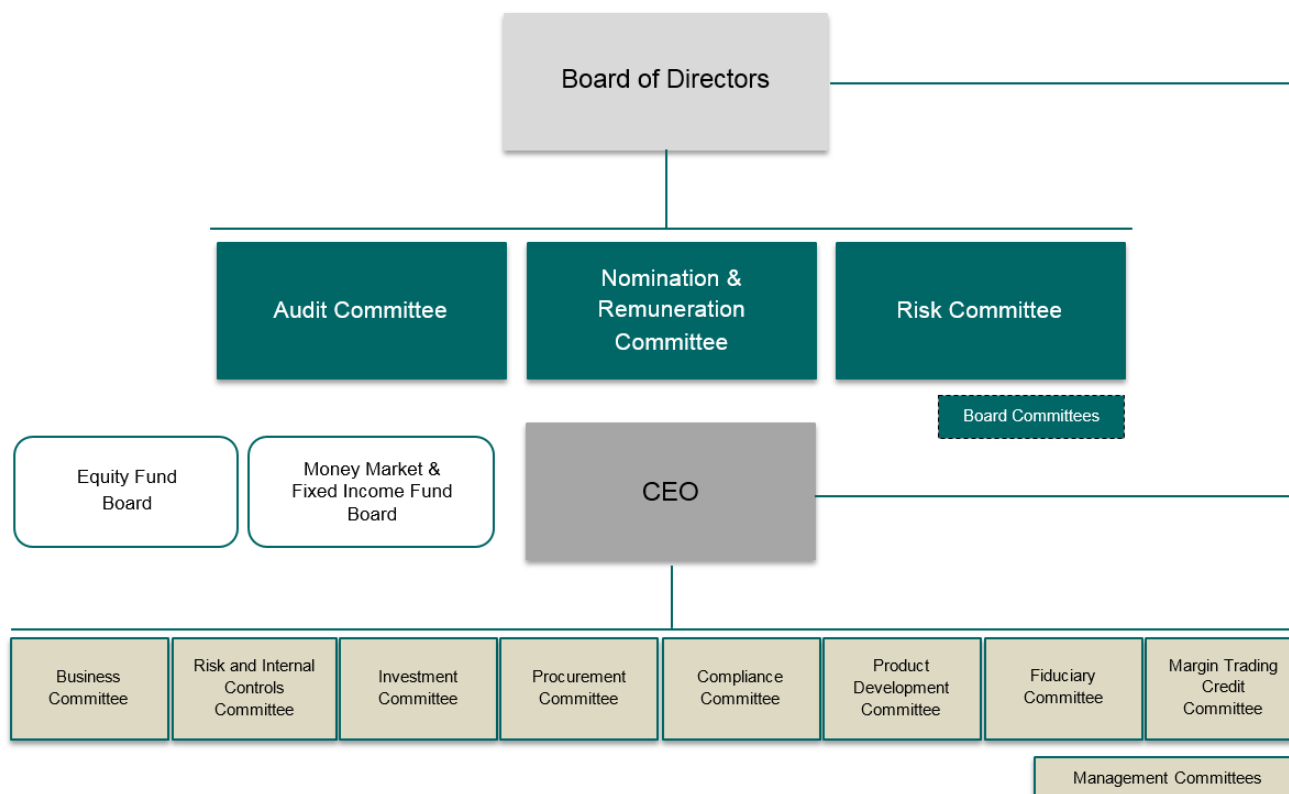 Board of Directors
Audit Committee
Nomination &
Remuneration
Committee
Risk Committee
Board Committees
Equity Fund
Board
Money Market &
Fixed Income Fund
Board
CEO
Business
Committee
Risk and Internal
Controls
Committee
Investment
Committee
Procurement
Committee
Compliance
Committee
Product
Development
Committee
Fiduciary
Committee
Margin Trading
Credit
Committee
Management Committees